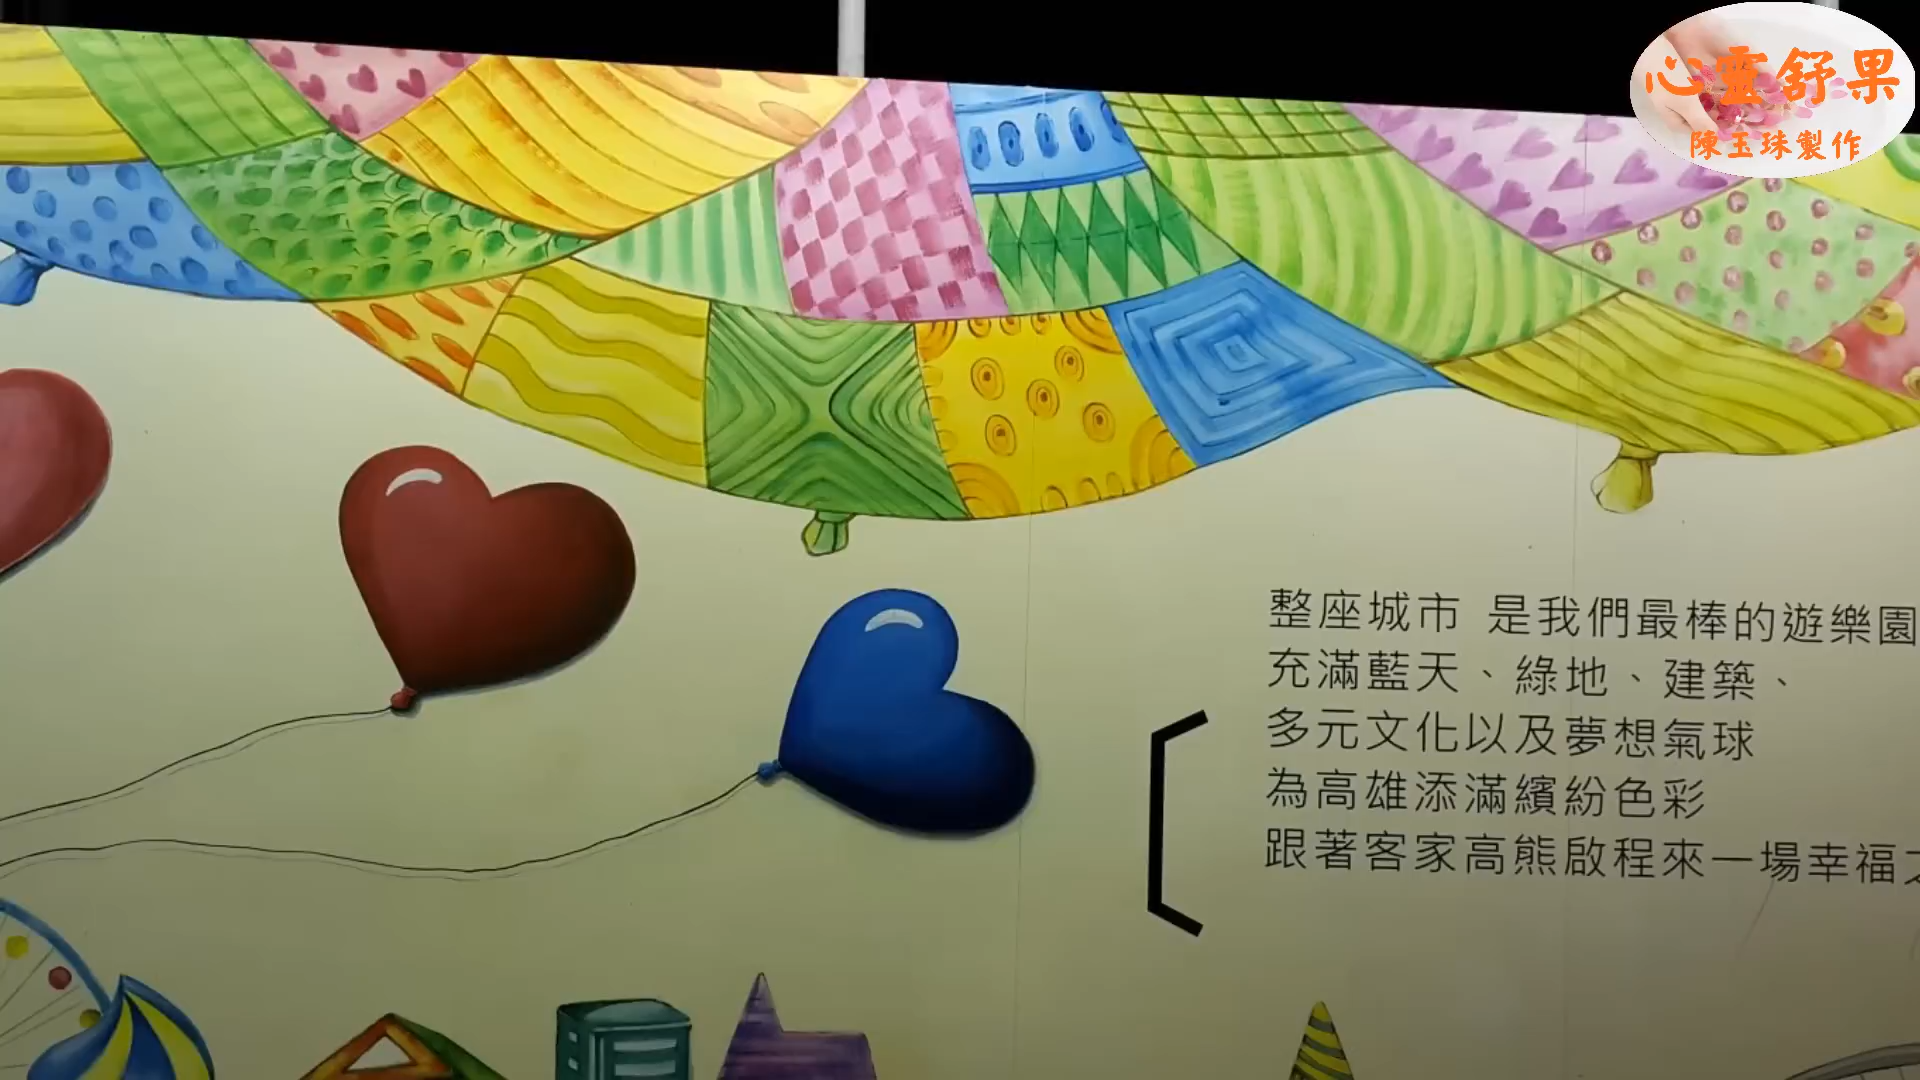 心靈舒果
陳玉珠製作
整座城市 是我們最棒的遊樂園
充滿藍天、綠地、建築、
多元文化以及夢想氣球
為高雄添滿繽紛色彩
跟著客家高熊啟程來一場幸福